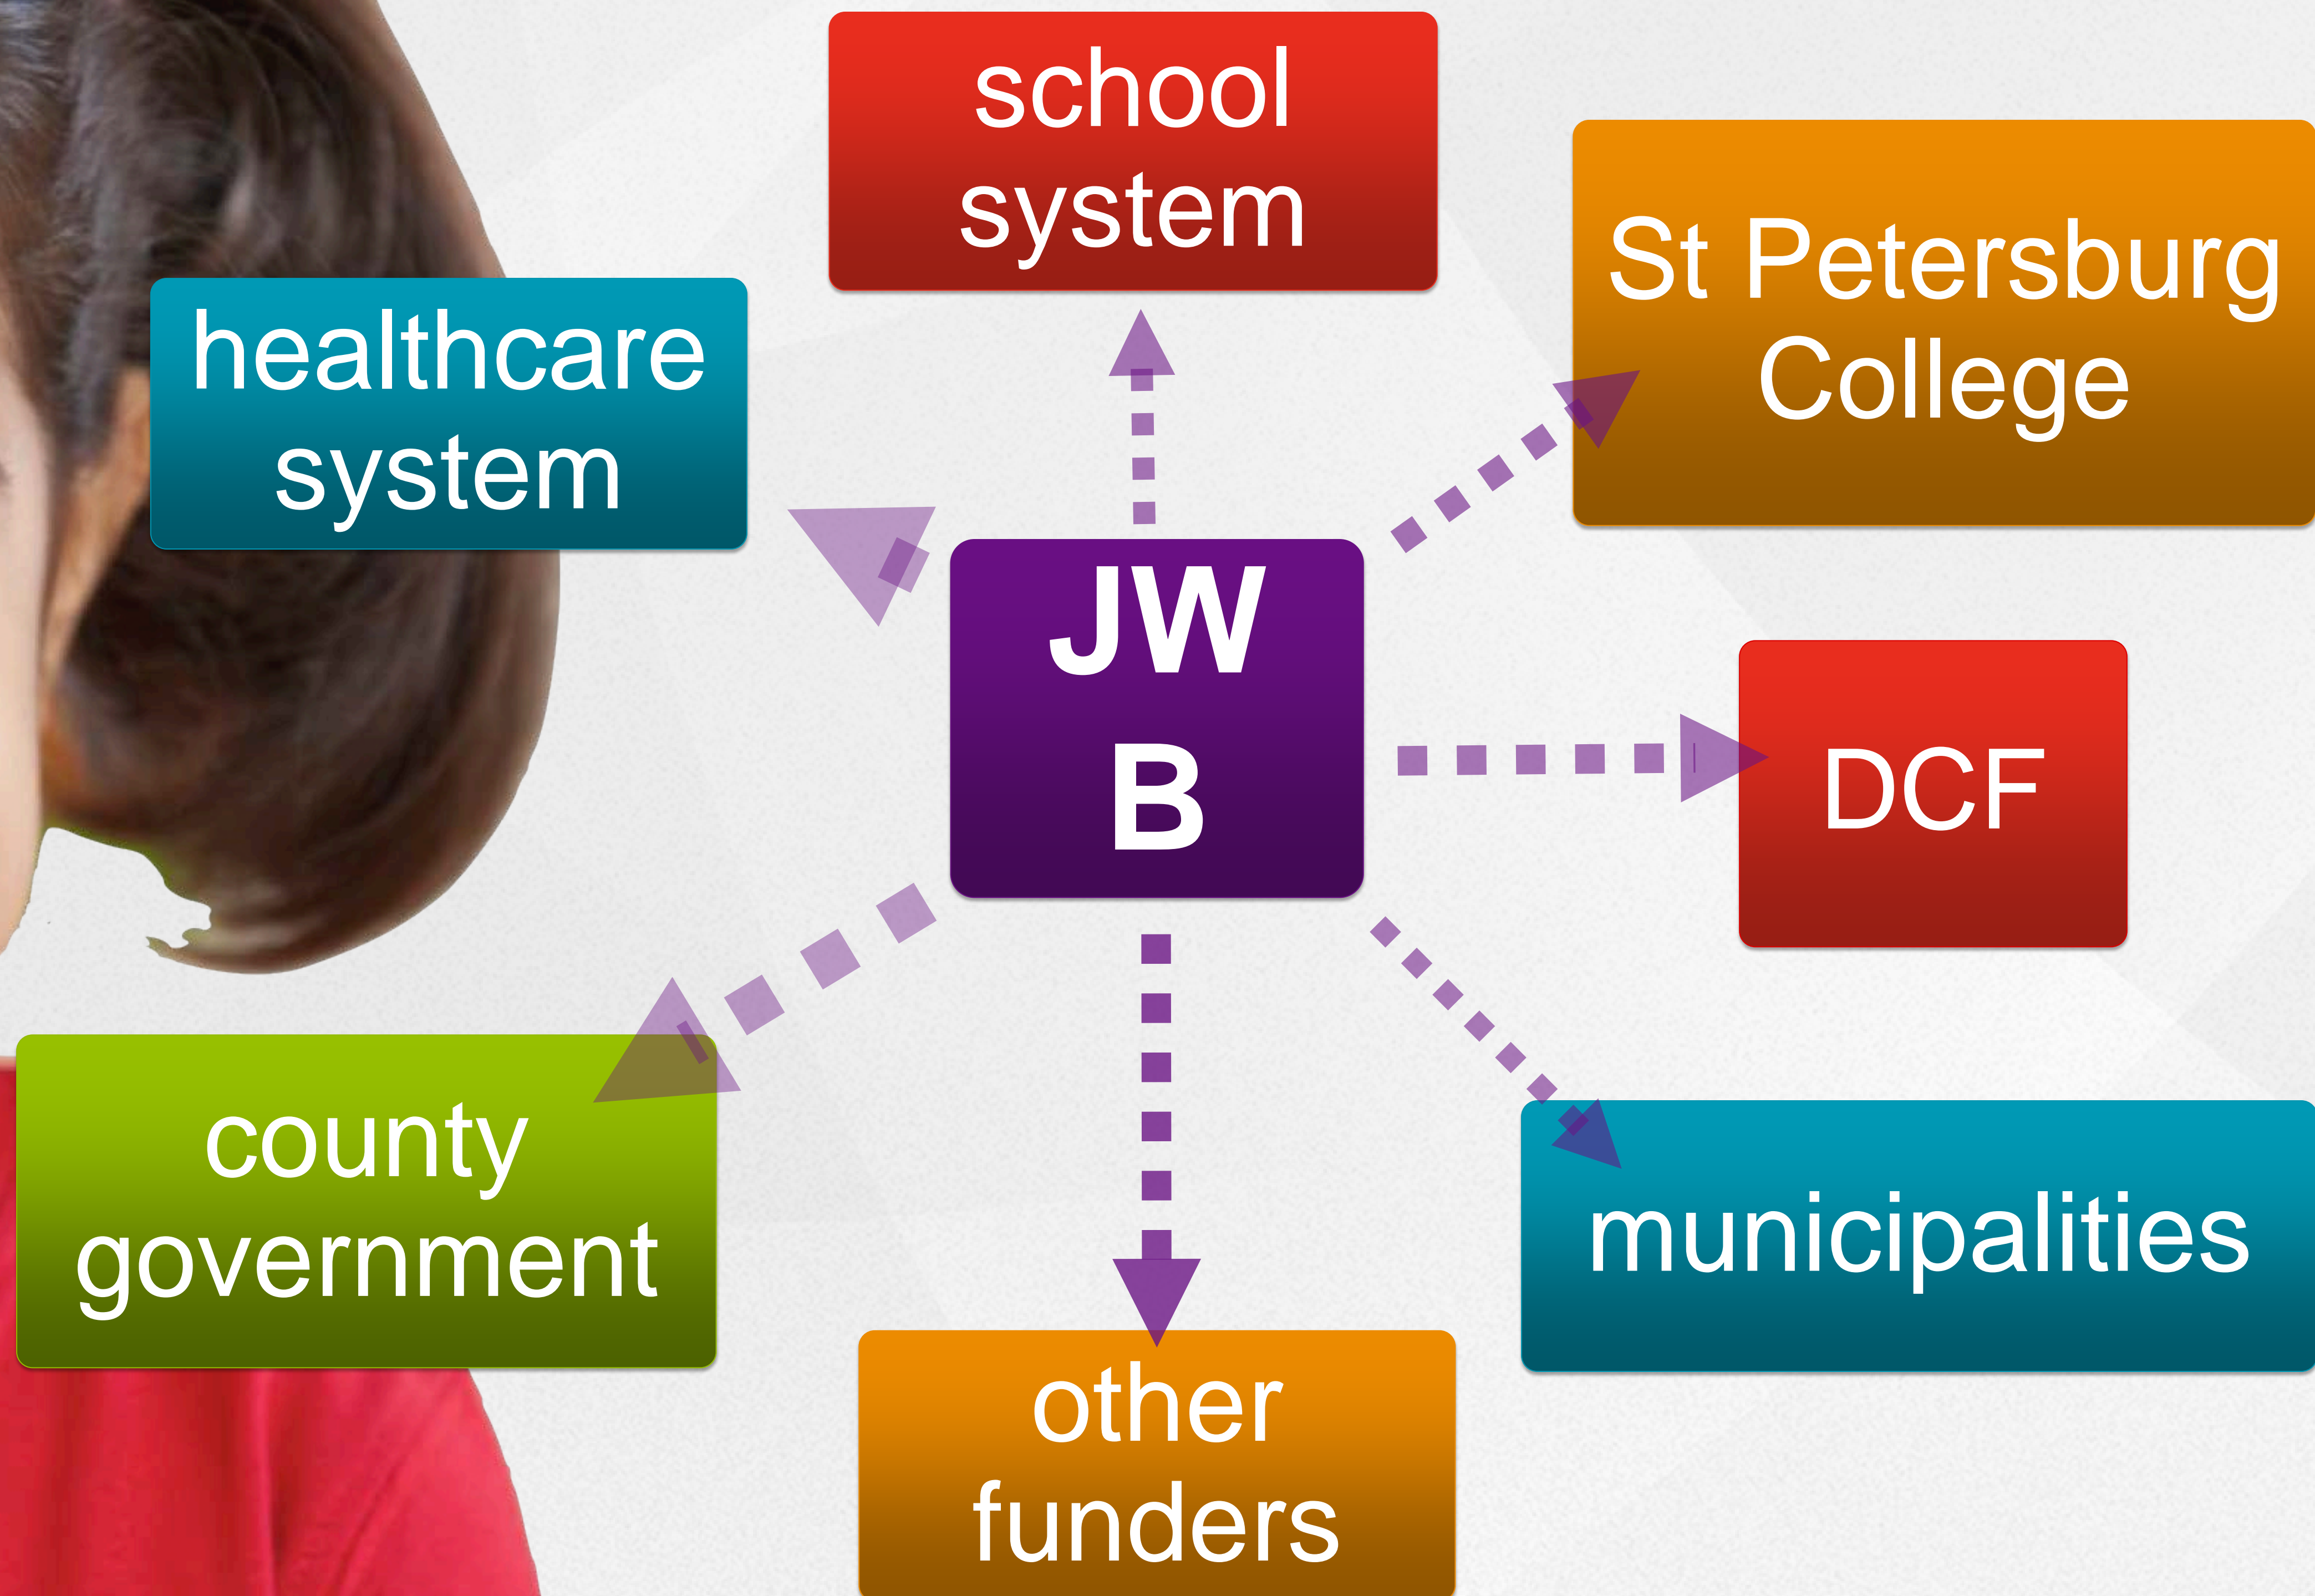 school
system
St Petersburg
College
healthcare
system
JW
B
DCF
county
government
municipalities
other
funders